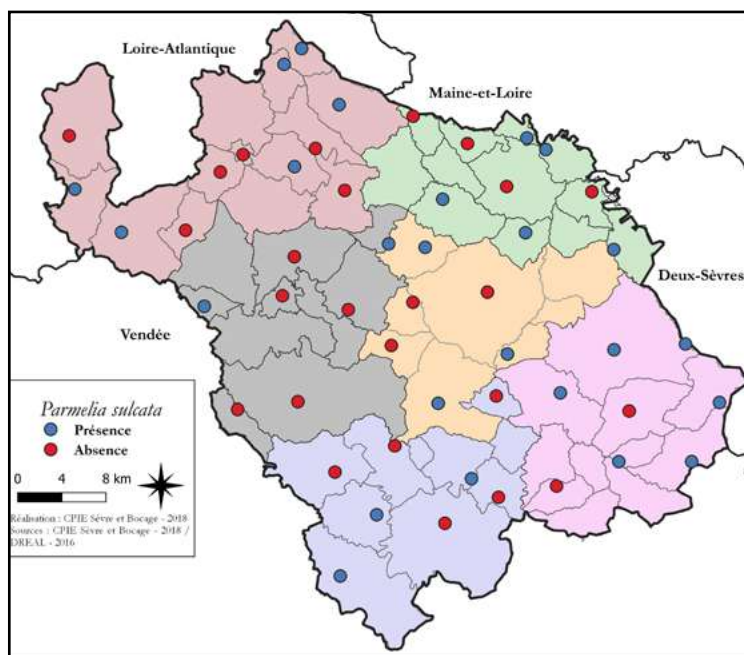 Loire-Atlantique
Maine-et-Loire
Deux-Sèvres
Vendée
Parmelia sulcata
Présence
Absence
0 4 8 km
Réalisation : CPIE Sèvre et Bocage - 2018
Sources : CPIE Sèvre et Bocage - 2018 /
DREAL - 2016